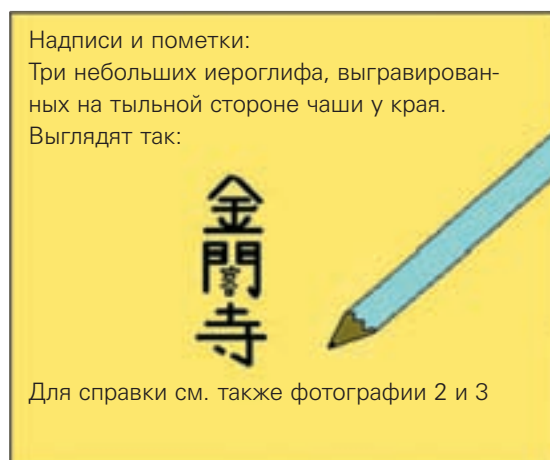 Надписи и пометки:
Три небольших иероглифа, выгравирован-
ных на тыльной стороне чаши у края.
Выглядят так:
金
寺
Для справки см. также фотографии 2 и 3